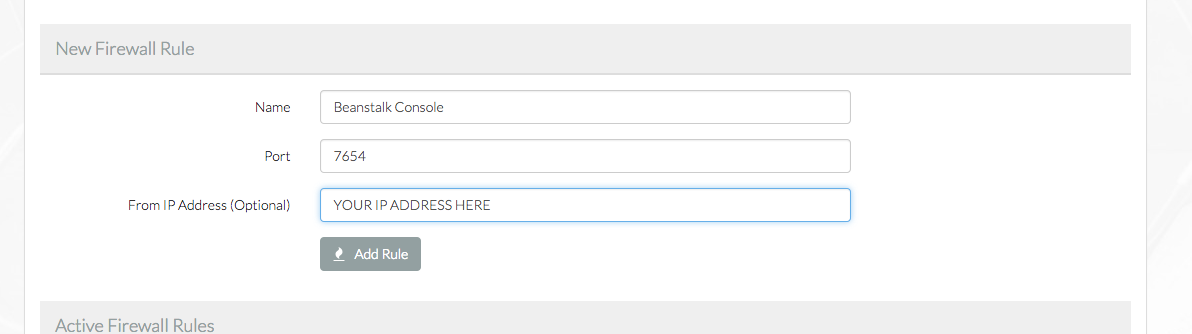 New Firewall Rule
Name
Beanstalk Console
Port
7654
From IP Address (Optional)
YOUR IP ADDRESS HERE
Add Rule
Active Firewall Rules